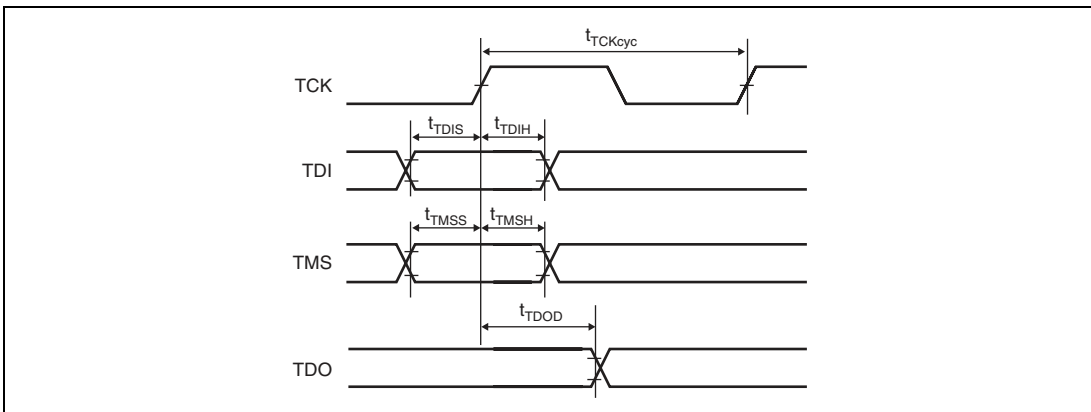 tTCKcyc
TCK
tTDIS tTDIH
TDI
tTMSS tTMSH
TMS
tTDOD
TDO